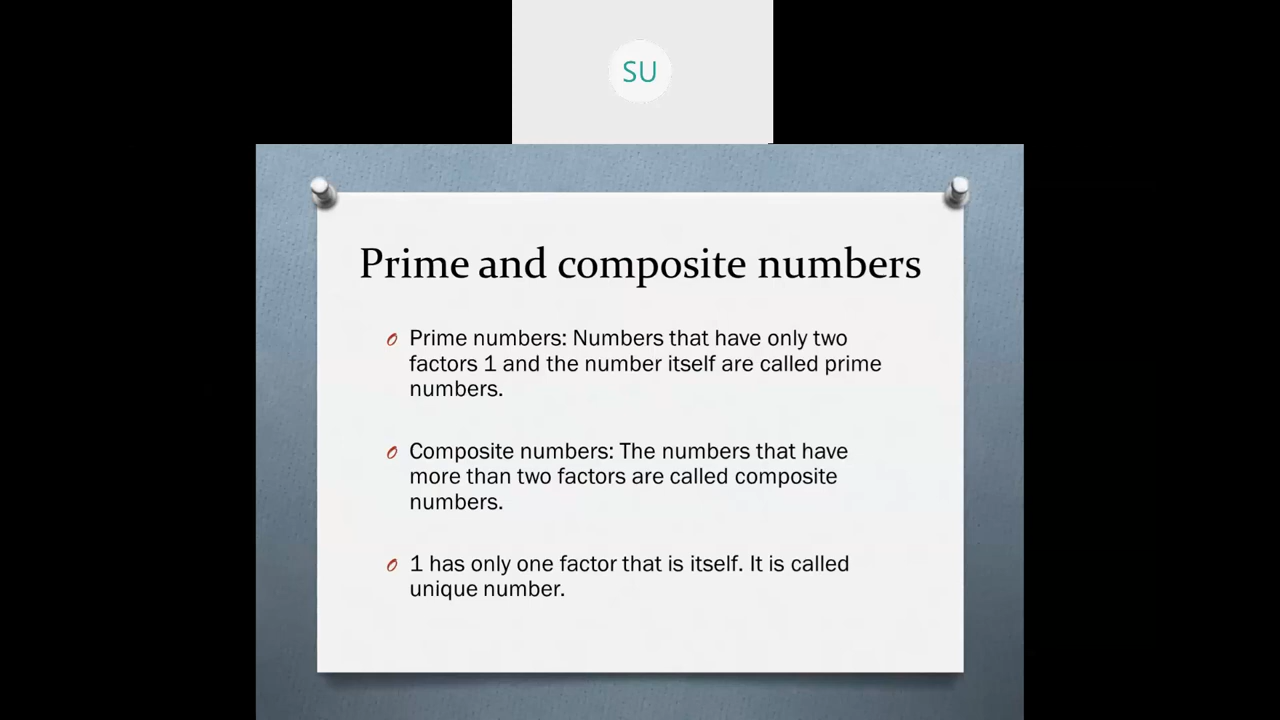 SU
Prime and composite numbers
Prime numbers: Numbers that have only two
factors 1 and the number itself are called prime
numbers.
Composite numbers: The numbers that have
more than two factors are called composite
numbers.
1 has only one factor that is itself. It is called
unique number.